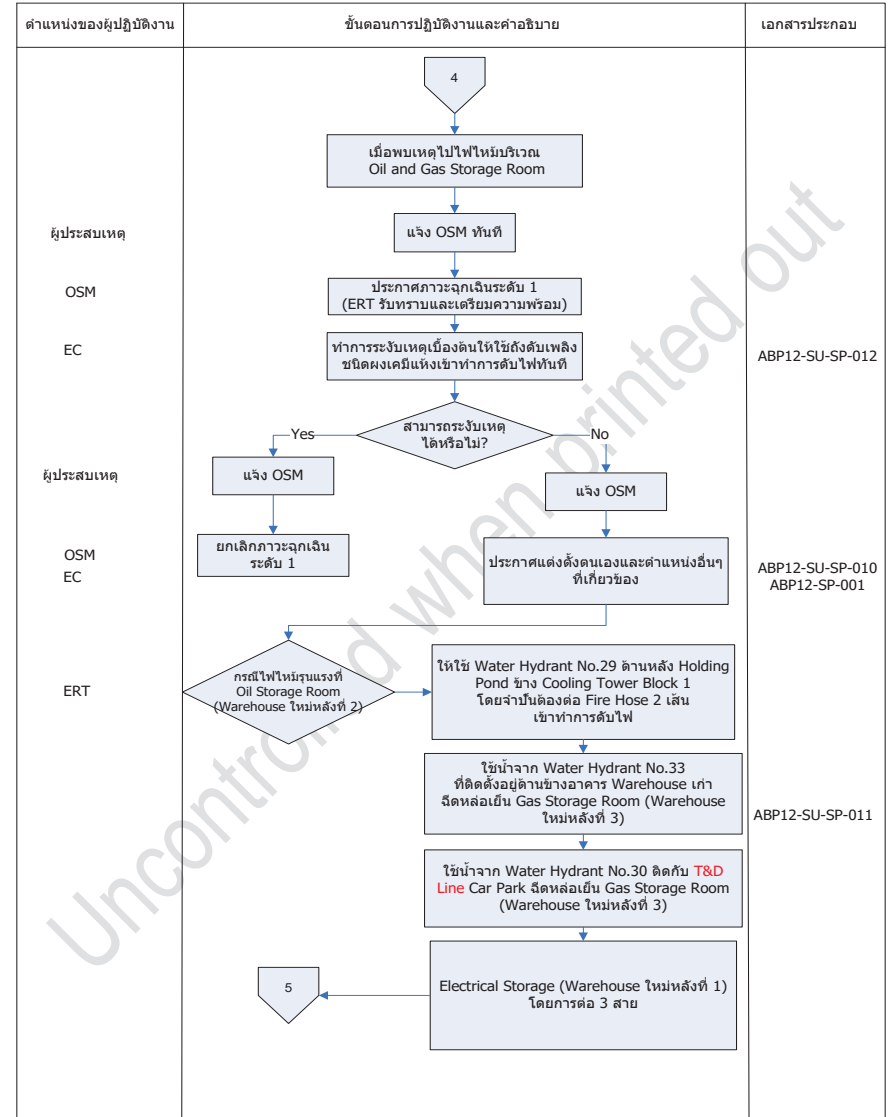 ตำแหน่งของผู้ปฏิบัติงาน
ขั้นตอนการปฏิบัติงานและคำอธิบาย
เอกสารประกอบ
4
เมื่อพบเหตุไปไฟไหม้บริเวณ
Oil and Gas Storage Room
ผู้ประสบเหตุ
แจ้ง OSM ทันที
OSM
ประกาศภาวะฉุกเฉินระดับ 1
(ERT รับทราบและเตรียมความพร้อม)
EC
ทำการระงับเหตุเบื้องต้นให้ใช้ถังดับเพลิง
ชนิดผงเคมีแห้งเข้าทำการดับไฟทันที
ABP12-SU-SP-012
สามารถระงับเหตุ
ได้หรือไม่?
Yes
No
ผู้ประสบเหตุ
แจ้ง OSM
แจ้ง OSM
OSM
EC
ยกเลิกภาวะฉุกเฉิน
ระดับ 1
ประกาศแต่งตั้งตนเองและตำแหน่งอื่นๆ
ที่เกี่ยวข้อง
ABP12-SU-SP-010
ABP12-SP-001
ERT
กรณีไฟไหม้รุนแรงที่
Oil Storage Room
(Warehouse ใหม่หลังที่ 2)
ให้ใช้ Water Hydrant No.29 ด้านหลัง Holding
Pond ข้าง Cooling Tower Block 1
โดยจำเป็นต้องต่อ Fire Hose 2 เส้น
เข้าทำการดับไฟ
ใช้น้ำจาก Water Hydrant No.33
ที่ติดตั้งอยู่ด้านข้างอาคาร Warehouse เก่า
ฉีดหล่อเย็น Gas Storage Room (Warehouse
ใหม่หลังที่ 3)
ABP12-SU-SP-011
ใช้น้ำจาก Water Hydrant No.30 ติดกับ T&D
Line Car Park ฉีดหล่อเย็น Gas Storage Room
(Warehouse ใหม่หลังที่ 3)
Electrical Storage (Warehouse ใหม่หลังที่ 1)
โดยการต่อ 3 สาย
5
Uncontrolled when printed out